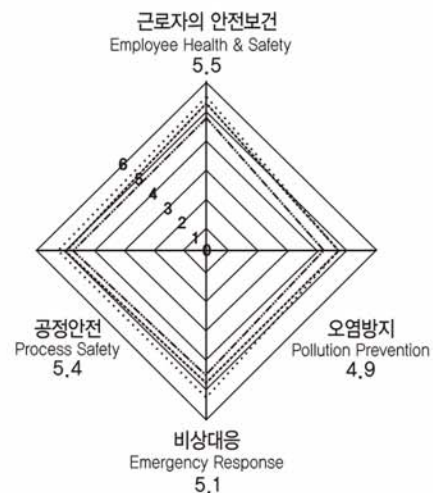 근로자의 안전보건
Employee Health & Safety
5.5
6
5
4
3
2
1
0
공정안전
Process Safety
5.4
오염방지
Pollution Prevention
4.9
비상대응
Emergency Response
5.1